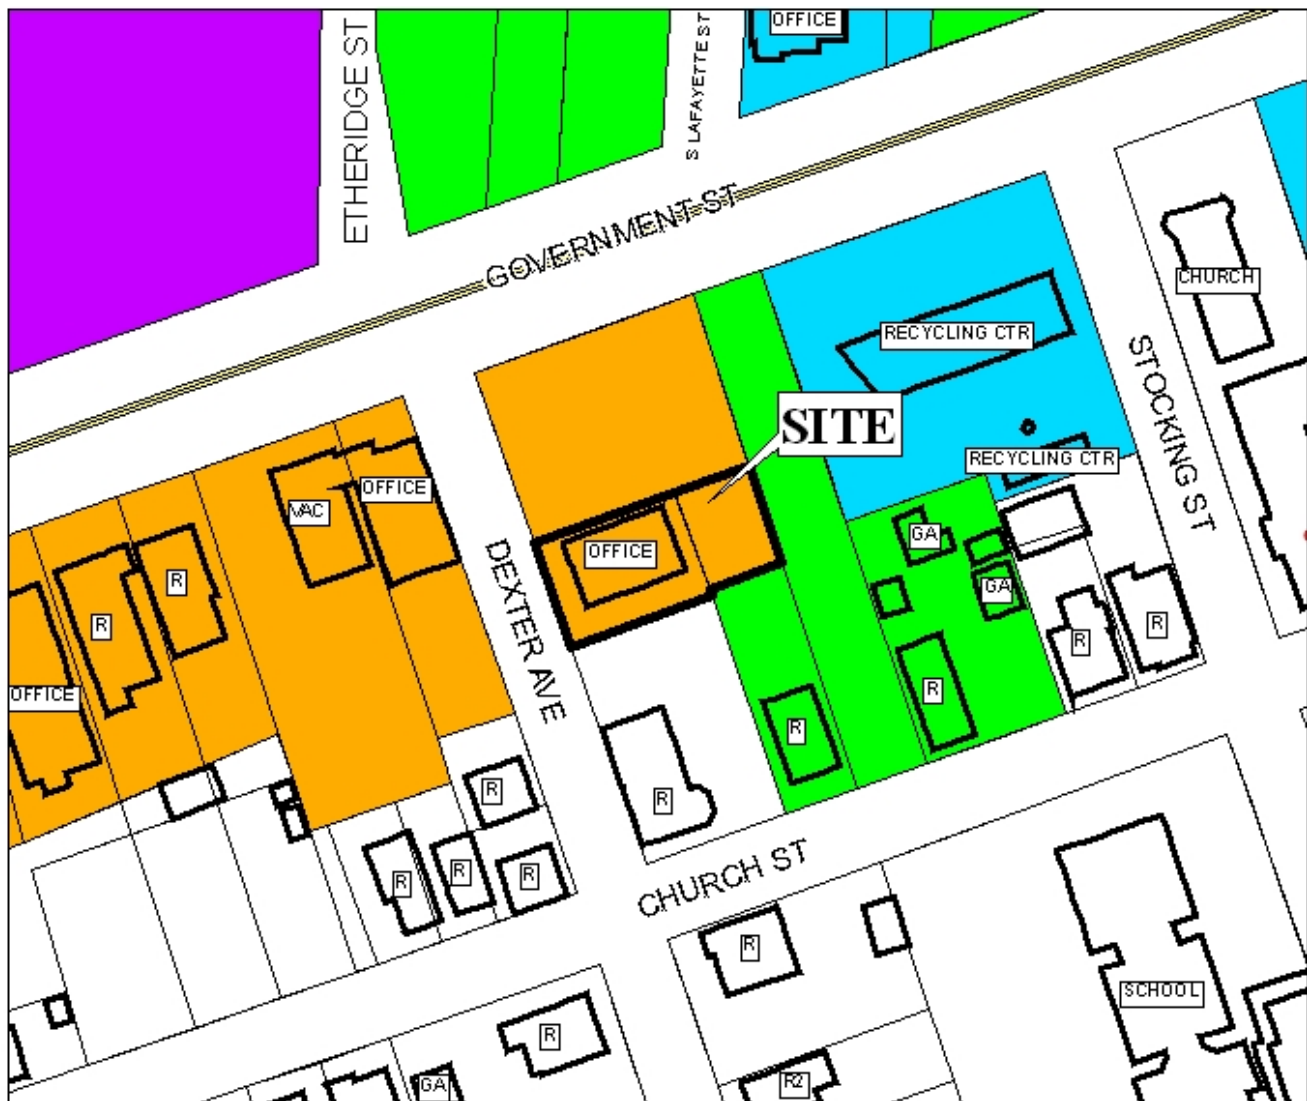 OFFICE
ETHERIDGE ST
S LAFAYETTE ST
GOVERNMENT ST
CHURCH
RECYCLING CTR
STOCKING ST
SITE
RECYCLING CTR
VAC
OFFICE
OFFICE
DEXTER AVE
GA
GA
R
R
R
R
OFFICE
R
R
R
R
R
R
R
R
CHURCH ST
R
SCHOOL
R
GA
R2